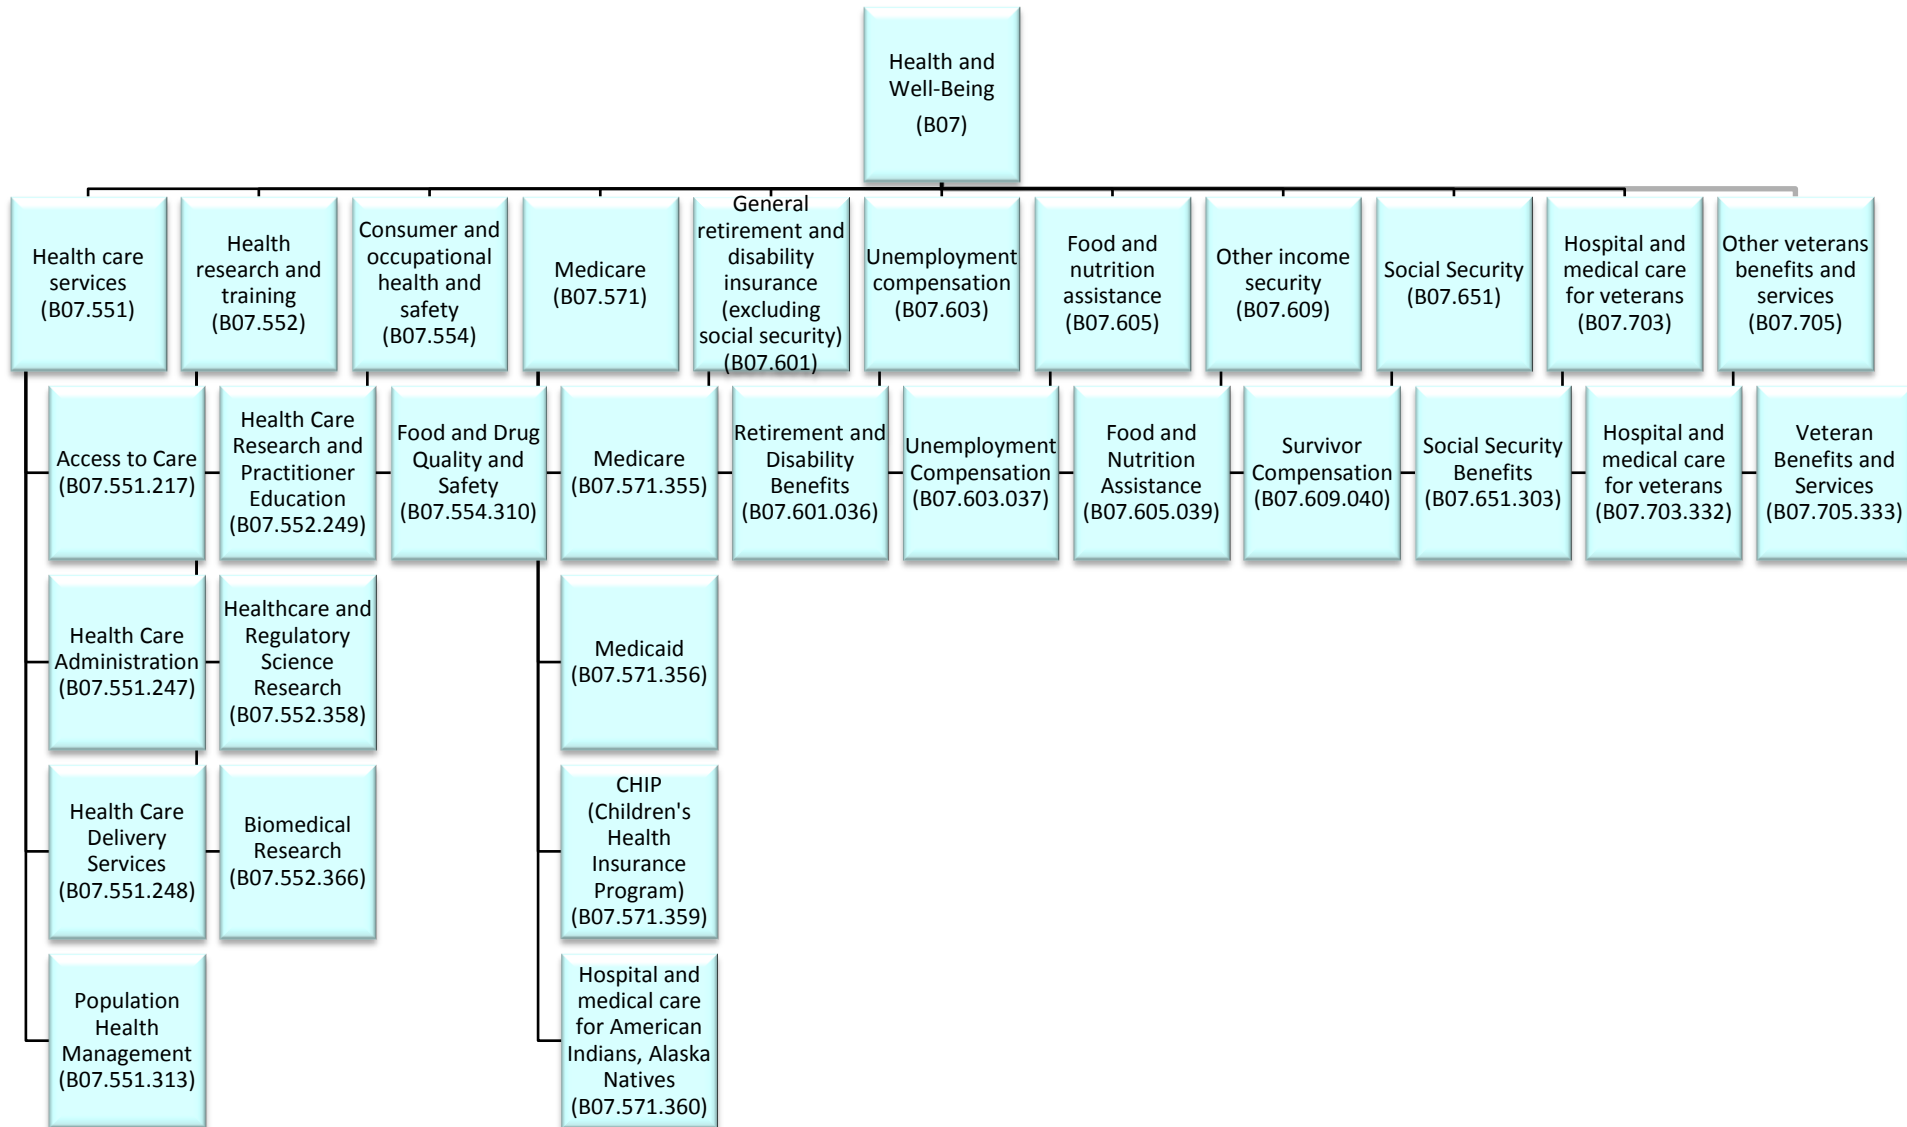 Health and
Well-Being
(B07)
Health care
services
(B07.551)
Health
research and
training
(B07.552)
Consumer and
occupational
health and
safety
(B07.554)
Medicare
(B07.571)
General
retirement and
disability
insurance
(excluding
social security)
(B07.601)
Unemployment
compensation
(B07.603)
Food and
nutrition
assistance
(B07.605)
Other income
security
(B07.609)
Social Security
(B07.651)
Hospital and
medical care
for veterans
(B07.703)
Other veterans
benefits and
services
(B07.705)
Access to Care
(B07.551.217)
Health Care
Research and
Practitioner
Education
(B07.552.249)
Food and Drug
Quality and
Safety
(B07.554.310)
Medicare
(B07.571.355)
Retirement and
Disability
Benefits
(B07.601.036)
Unemployment
Compensation
(B07.603.037)
Food and
Nutrition
Assistance
(B07.605.039)
Survivor
Compensation
(B07.609.040)
Social Security
Benefits
(B07.651.303)
Hospital and
medical care
for veterans
(B07.703.332)
Veteran
Benefits and
Services
(B07.705.333)
Health Care
Administration
(B07.551.247)
Healthcare and
Regulatory
Science
Research
(B07.552.358)
Medicaid
(B07.571.356)
Health Care
Delivery
Services
(B07.551.248)
Biomedical
Research
(B07.552.366)
CHIP
(Children's
Health
Insurance
Program)
(B07.571.359)
Population
Health
Management
(B07.551.313)
Hospital and
medical care
for American
Indians, Alaska
Natives
(B07.571.360)